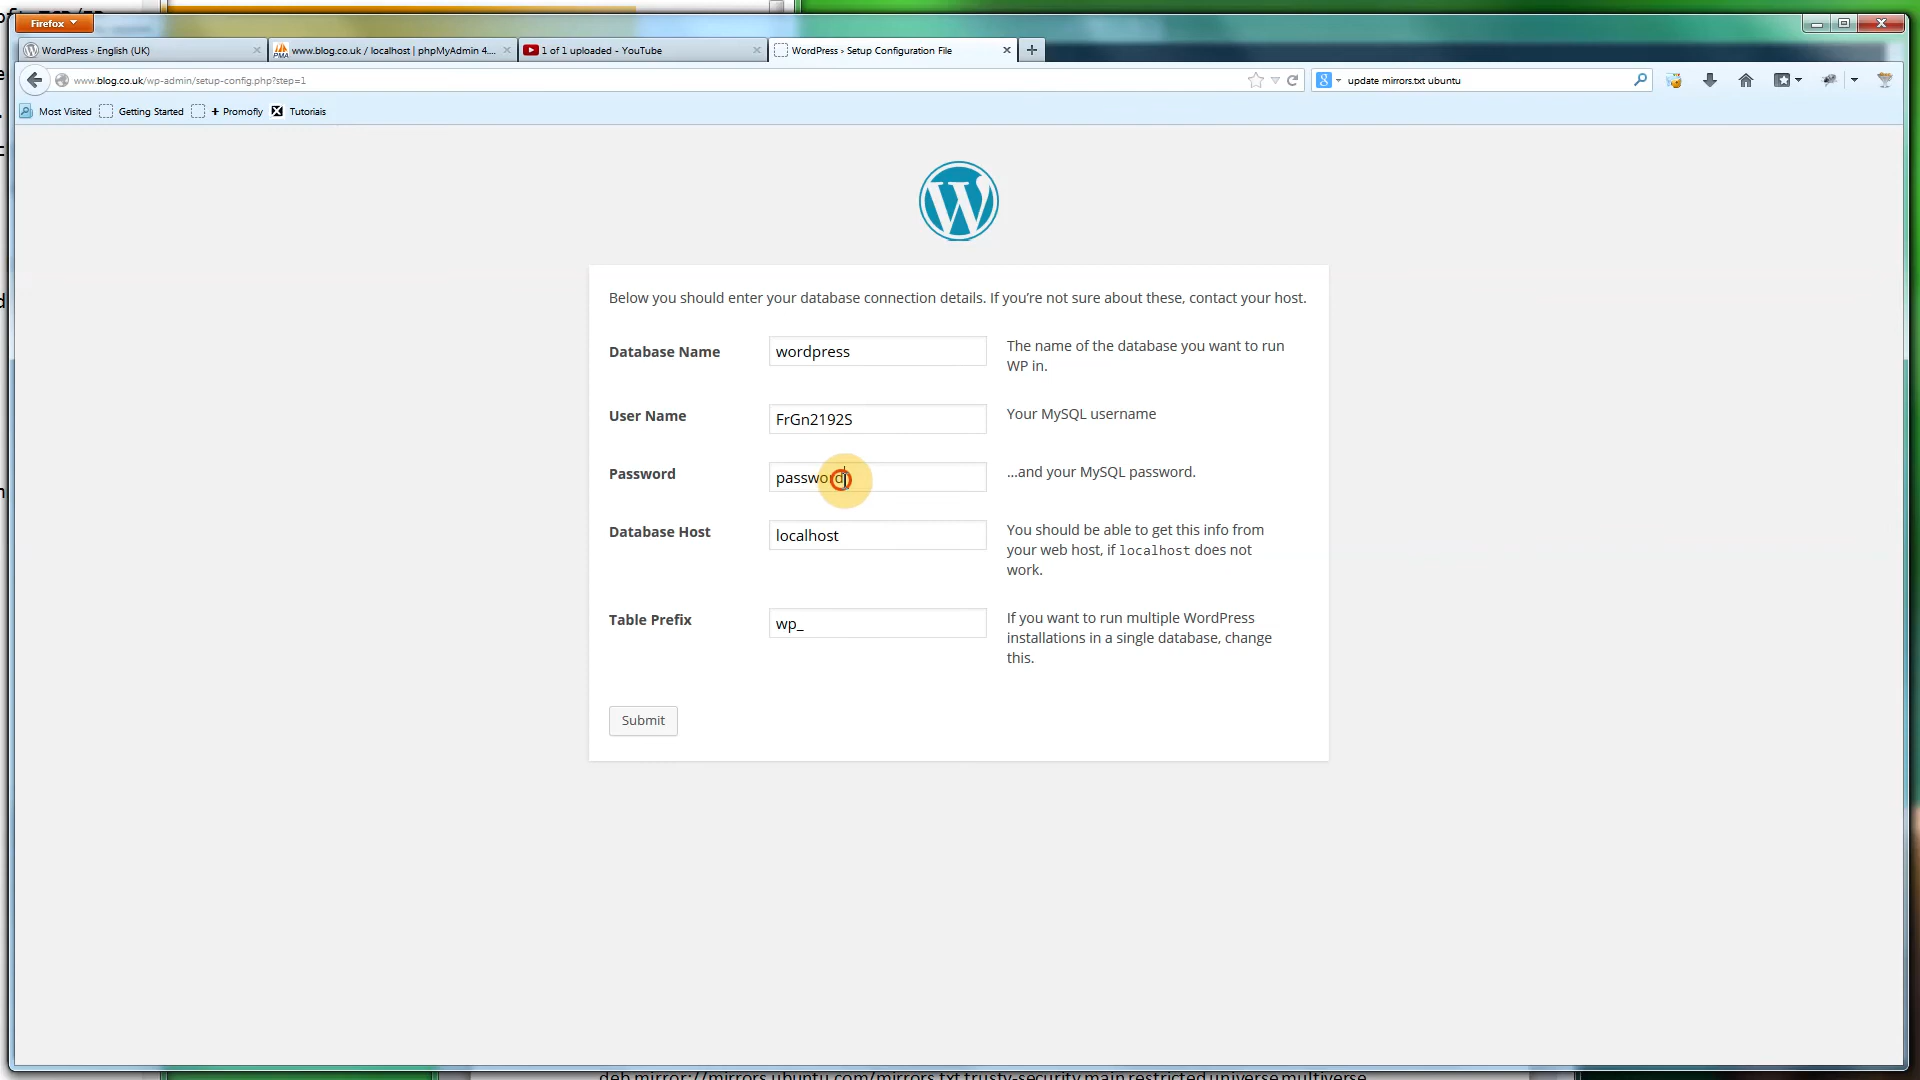 Firefox
WordPress › English (UK)
www.blog.co.uk / localhost | phpMyAdmin 4....
1 of 1 uploaded - YouTube
WordPress › Setup Configuration File
www.blog.co.uk/wp-admin/setup-config.php?step=1
update mirrors.txt ubuntu
Most Visited
Getting Started
+ Promofly
Tutorials
Below you should enter your database connection details. If you're not sure about these, contact your host.
Database Name
wordpress
The name of the database you want to run
WP in.
User Name
FrGn2192S
Your MySQL username
Password
password
...and your MySQL password.
Database Host
localhost
You should be able to get this info from
your web host, if localhost does not
work.
Table Prefix
wp_
If you want to run multiple WordPress
installations in a single database, change
this.
Submit
deb mirror://mirrors.ubuntu.com/mirrors.txt trusty-security main restricted universe multiverse